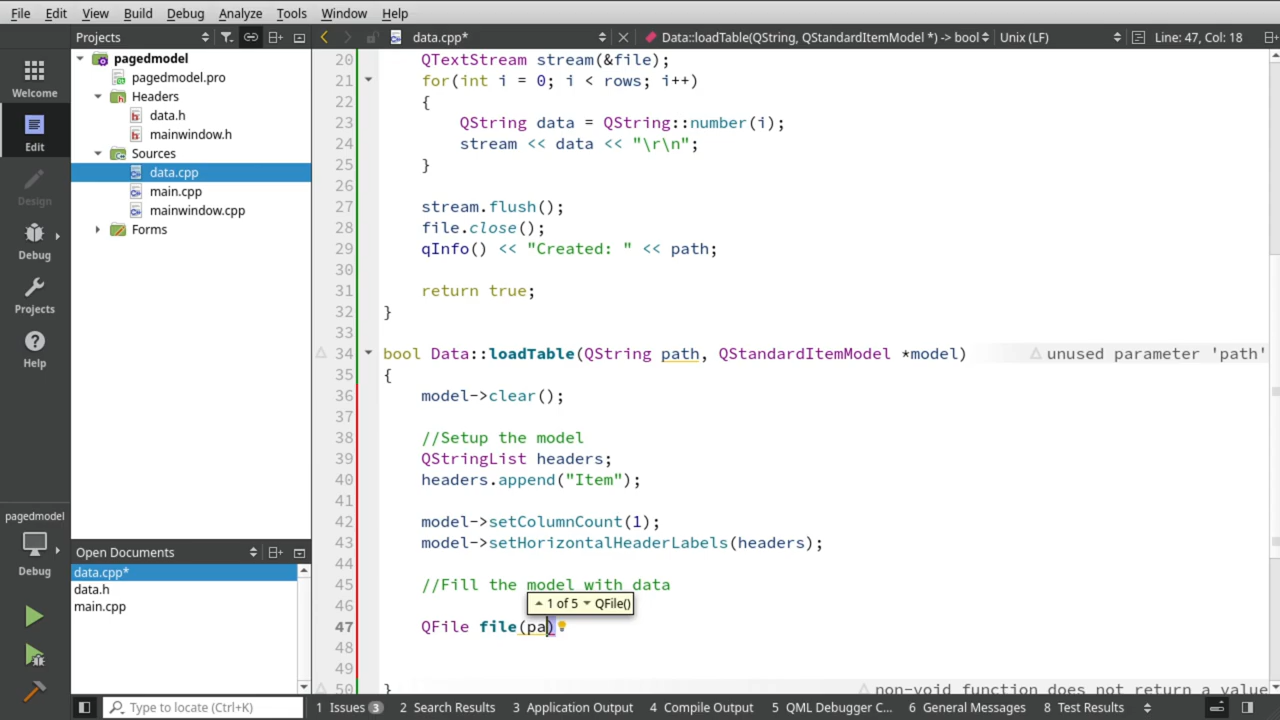 File Edit View Build Debug Analyze Tools Window Help
Projects
data.cpp*
Data::loadTable(QString, QStandardItemModel *) -> bool
Unix (LF)
Line: 47, Col: 18
Welcome
Edit
Design
Debug
Projects
Help
pagedmodel
Debug
pagedmodel
pagedmodel.pro
Headers
data.h
mainwindow.h
Sources
data.cpp
main.cpp
mainwindow.cpp
Forms
Open Documents
data.cpp*
data.h
main.cpp
20 QTextStream stream(&file);
21 for(int i = 0; i < rows; i++)
22 {
23 QString data = QString::number(i);
24 stream << data << "\r\n";
25 }
26
27 stream.flush();
28 file.close();
29 qInfo() << "Created: " << path;
30
31 return true;
32 }
33
34 bool Data::loadTable(QString path, QStandardItemModel *model) unused parameter 'path'
35 {
36 model->clear();
37
38 //Setup the model
39 QStringList headers;
40 headers.append("Item");
41
42 model->setColumnCount(1);
43 model->setHorizontalHeaderLabels(headers);
44
45 //Fill the model with data
46 1 of 5 QFile()
47 QFile file(pa)
48
49
50 } non-void function does not return a value
Type to locate (Ctrl+K)
1 Issues 3
2 Search Results
3 Application Output
4 Compile Output
5 QML Debugger C...
6 General Messages
8 Test Results